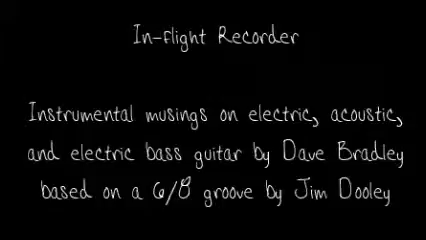 In-flight Recorder
Instrumental musings on electric, acoustic,
and electric bass guitar by Dave Bradley
based on a 6/8 groove by Jim Dooley